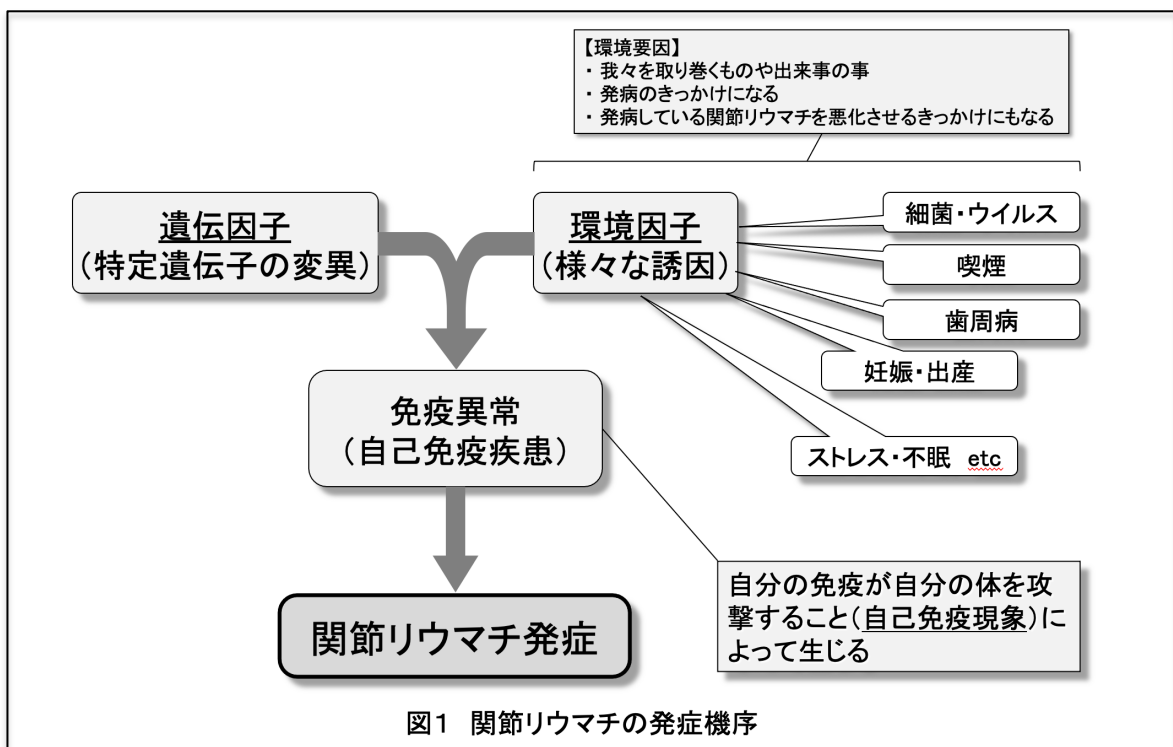 【環境要因】
・ 我々を取り巻くものや出来事の事
・ 発病のきっかけになる
・ 発病している関節リウマチを悪化させるきっかけにもなる
遺伝因子
（特定遺伝子の変異）
環境因子
（様々な誘因）
細菌・ウイルス
喫煙
歯周病
妊娠・出産
ストレス・不眠 etc
免疫異常
（自己免疫疾患）
自分の免疫が自分の体を攻
撃すること（自己免疫現象）に
よって生じる
関節リウマチ発症
図１ 関節リウマチの発症機序